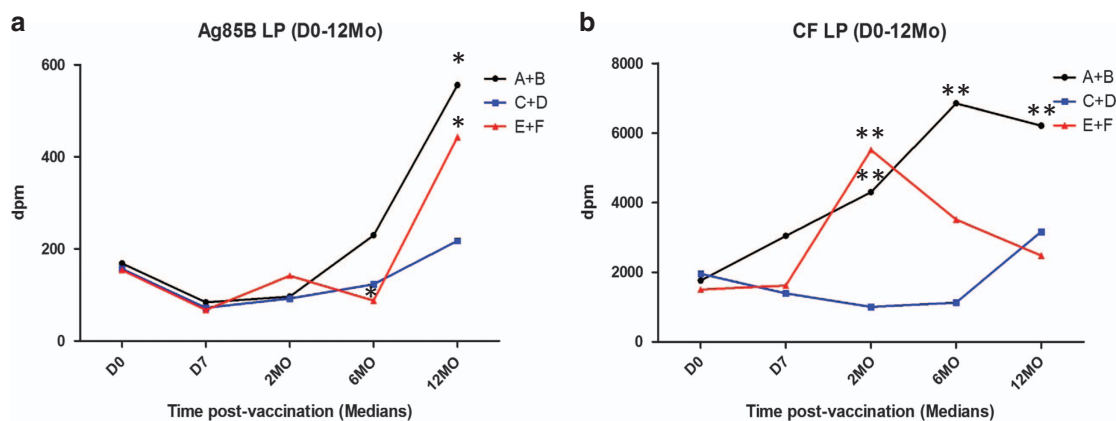 a
Ag85B LP (D0-12Mo)
600
400
200
0
dpm
*
*
*
A+B
C+D
E+F
D0
D7
2MO
6MO
12MO
Time post-vaccination (Medians)
b
CF LP (D0-12Mo)
8000
6000
4000
2000
0
dpm
**
**
**
**
A+B
C+D
E+F
D0
D7
2MO
6MO
12MO
Time post-vaccination (Medians)